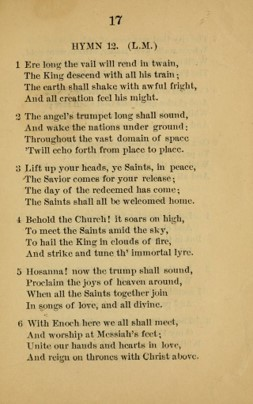 17
HYMN 12. (L.M.)
1 Ere long the vail will rend in twain,
The King descend with all his train;
The earth shall shake with awful fright,
And all creation feel his might.
2 The angel's trumpet long shall sound,
And wake the nations under ground;
Throughout the vast domain of space
'Twill echo forth from place to place.
3 Lift up your heads, ye Saints, in peace,
The Savior comes for your release;
The day of the redeemed has come;
The Saints shall all be welcomed home.
4 Behold the Church! it soars on high,
To meet the Saints amid the sky,
To hail the King in clouds of fire,
And strike and tune th' immortal lyre.
5 Hosanna! now the trump shall sound,
Proclaim the joys of heaven around,
When all the Saints together join
In songs of love, and all divine.
6 With Enoch here we all shall meet,
And worship at Messiah's feet;
Unite our hands and hearts in love,
And reign on thrones with Christ above.